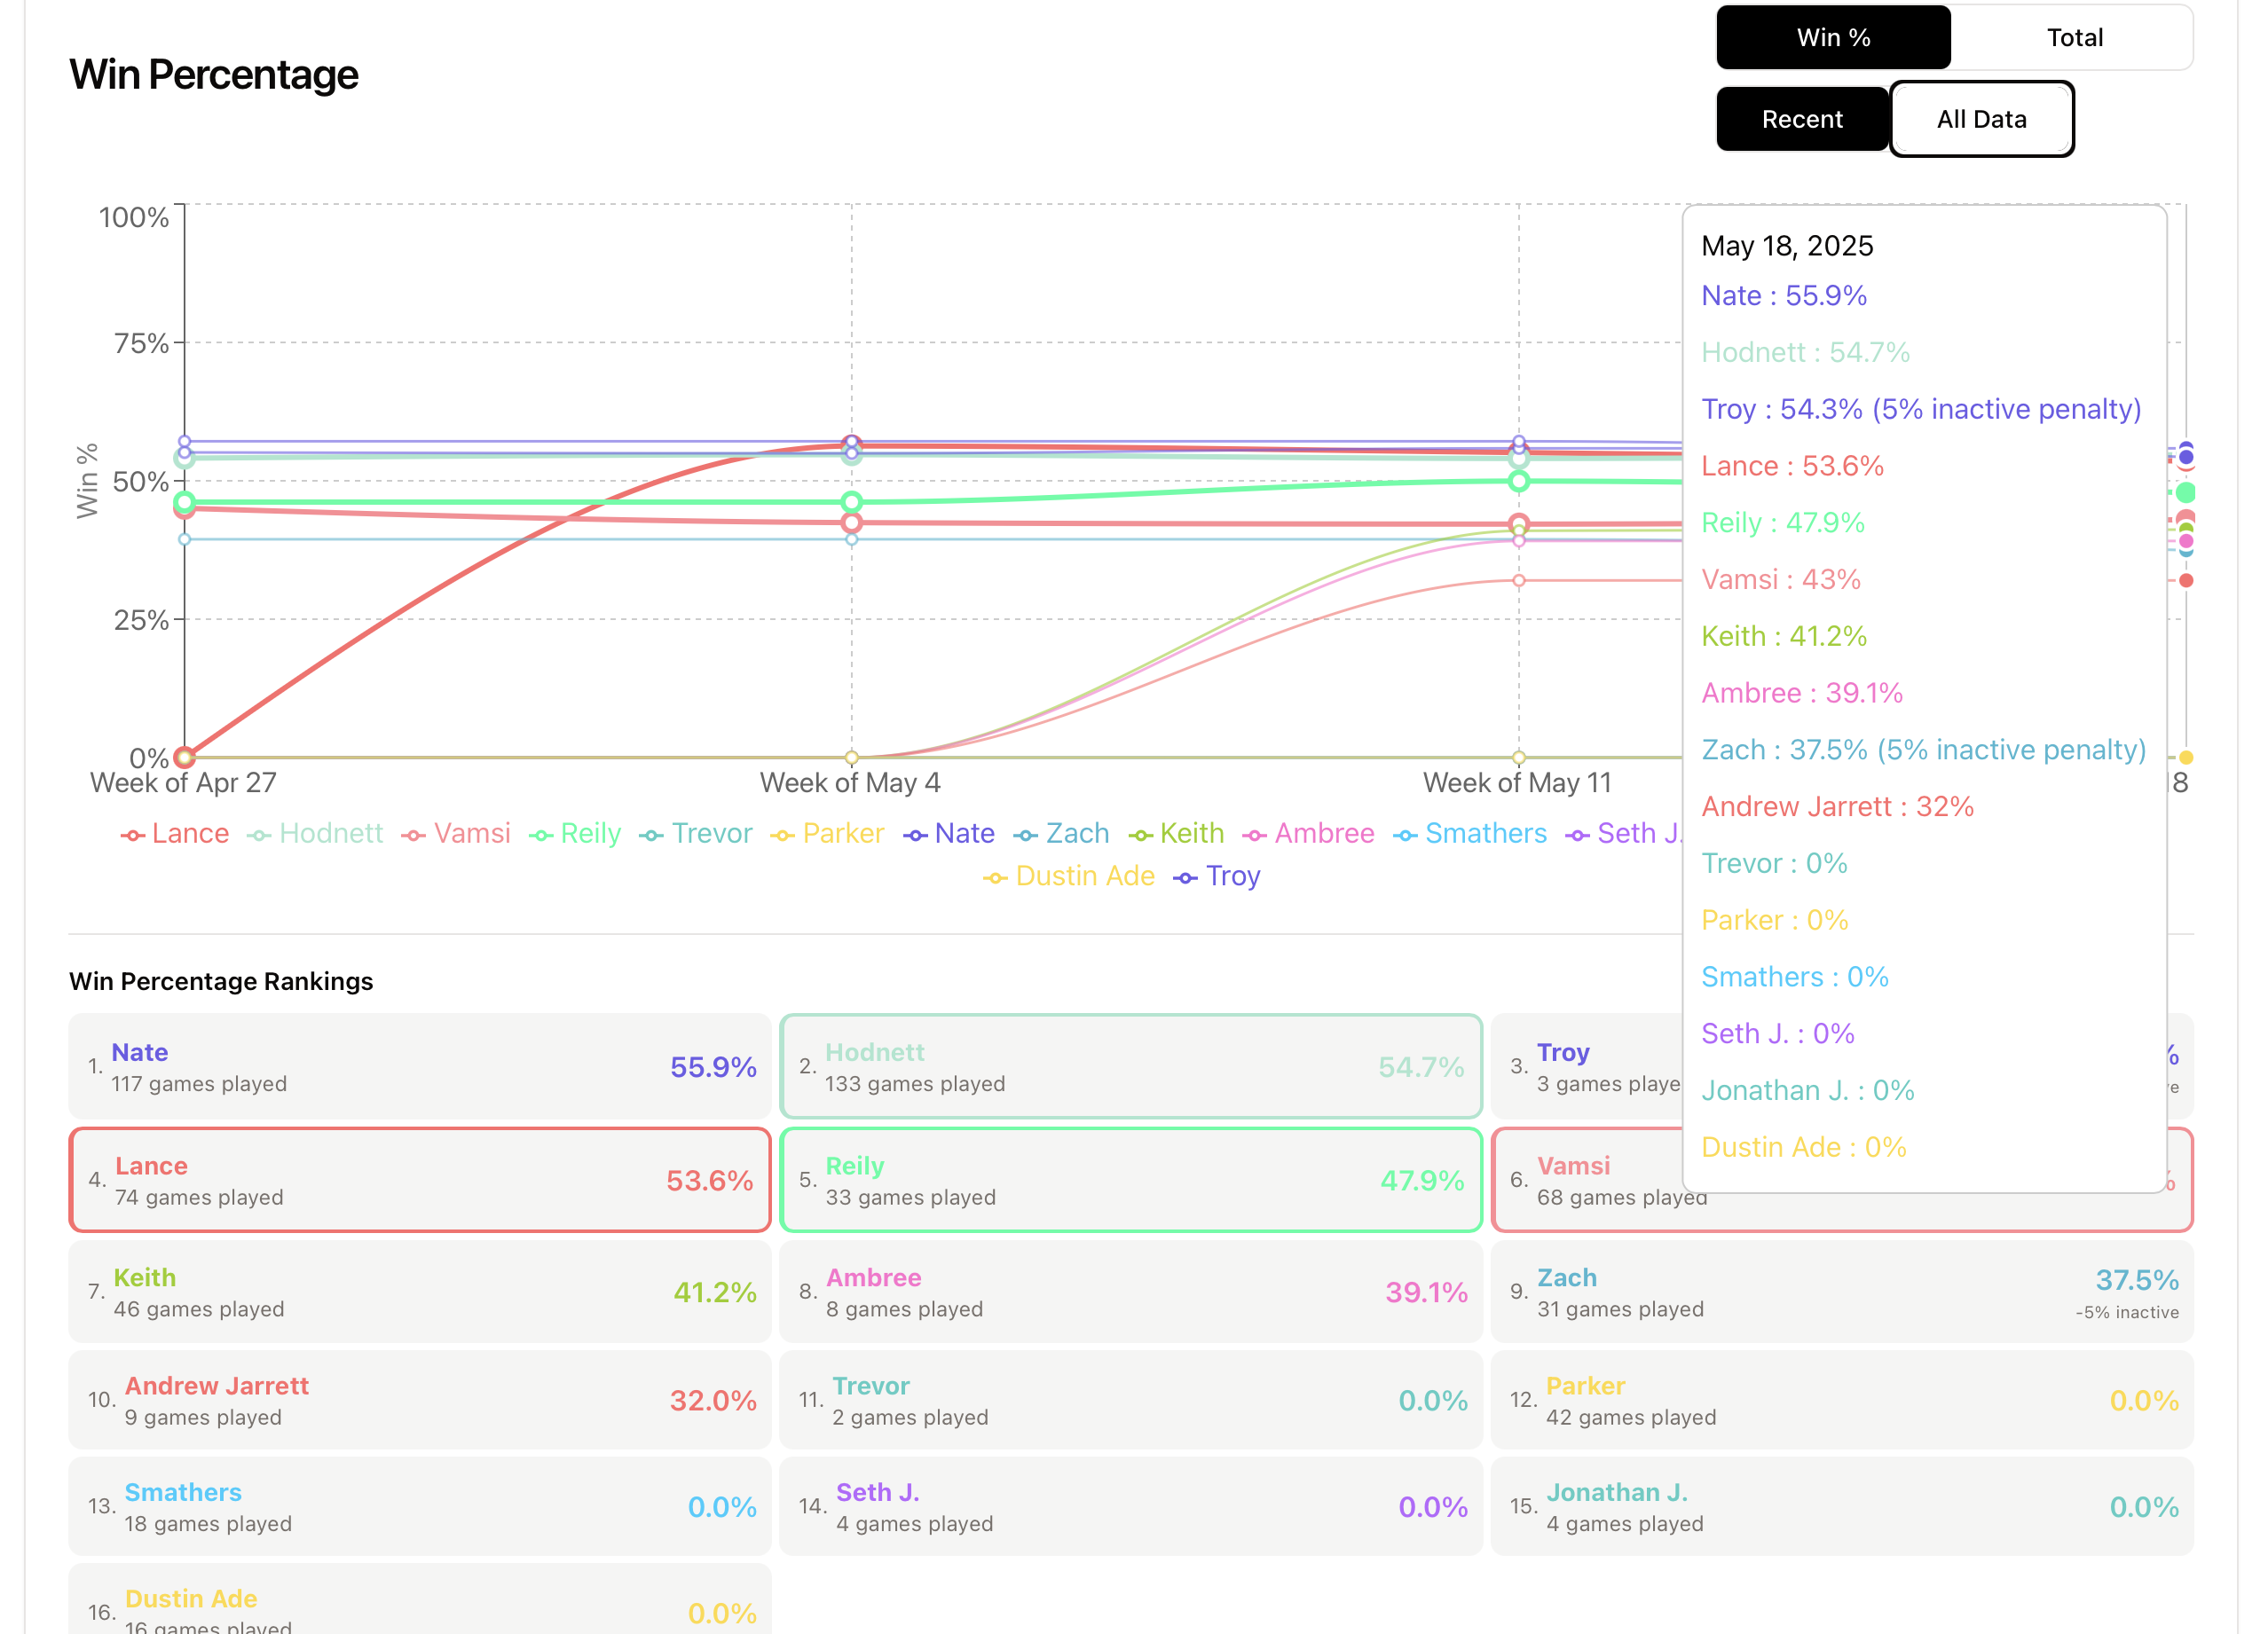 Win %
Total
Win Percentage
Recent
All Data
100%
75%
50%
25%
0%
Win %
Week of Apr 27
Week of May 4
Week of May 11
18
May 18, 2025
Nate : 55.9%
Hodnett : 54.7%
Troy : 54.3% (5% inactive penalty)
Lance : 53.6%
Reily : 47.9%
Vamsi : 43%
Keith : 41.2%
Ambree : 39.1%
Zach : 37.5% (5% inactive penalty)
Andrew Jarrett : 32%
Trevor : 0%
Parker : 0%
Smathers : 0%
Seth J. : 0%
Jonathan J. : 0%
Dustin Ade : 0%
Lance Hodnett Vamsi Reily Trevor Parker Nate Zach Keith Ambree Smathers Seth J.
Dustin Ade Troy
Win Percentage Rankings
1. Nate
117 games played
55.9%
2. Hodnett
133 games played
54.7%
3. Troy
3 games playe
%
ve
4. Lance
74 games played
53.6%
5. Reily
33 games played
47.9%
6. Vamsi
68 games played
%
7. Keith
46 games played
41.2%
8. Ambree
8 games played
39.1%
9. Zach
31 games played
37.5%
-5% inactive
10. Andrew Jarrett
9 games played
32.0%
11. Trevor
2 games played
0.0%
12. Parker
42 games played
0.0%
13. Smathers
18 games played
0.0%
14. Seth J.
4 games played
0.0%
15. Jonathan J.
4 games played
0.0%
16. Dustin Ade
16 games played
0.0%